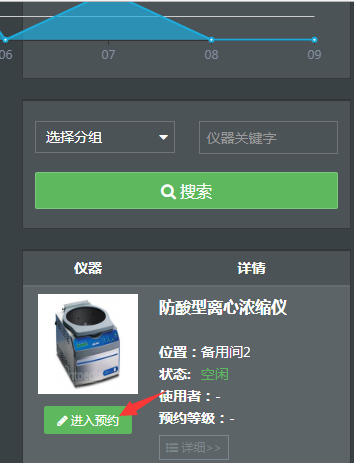 06 07 08 09
选择分组 仪器关键字
搜索
仪器 详情
防酸型离心浓缩仪
位置：备用间2
状态: 空闲
使用者：-
进入预约
预约等级：-
详细>>